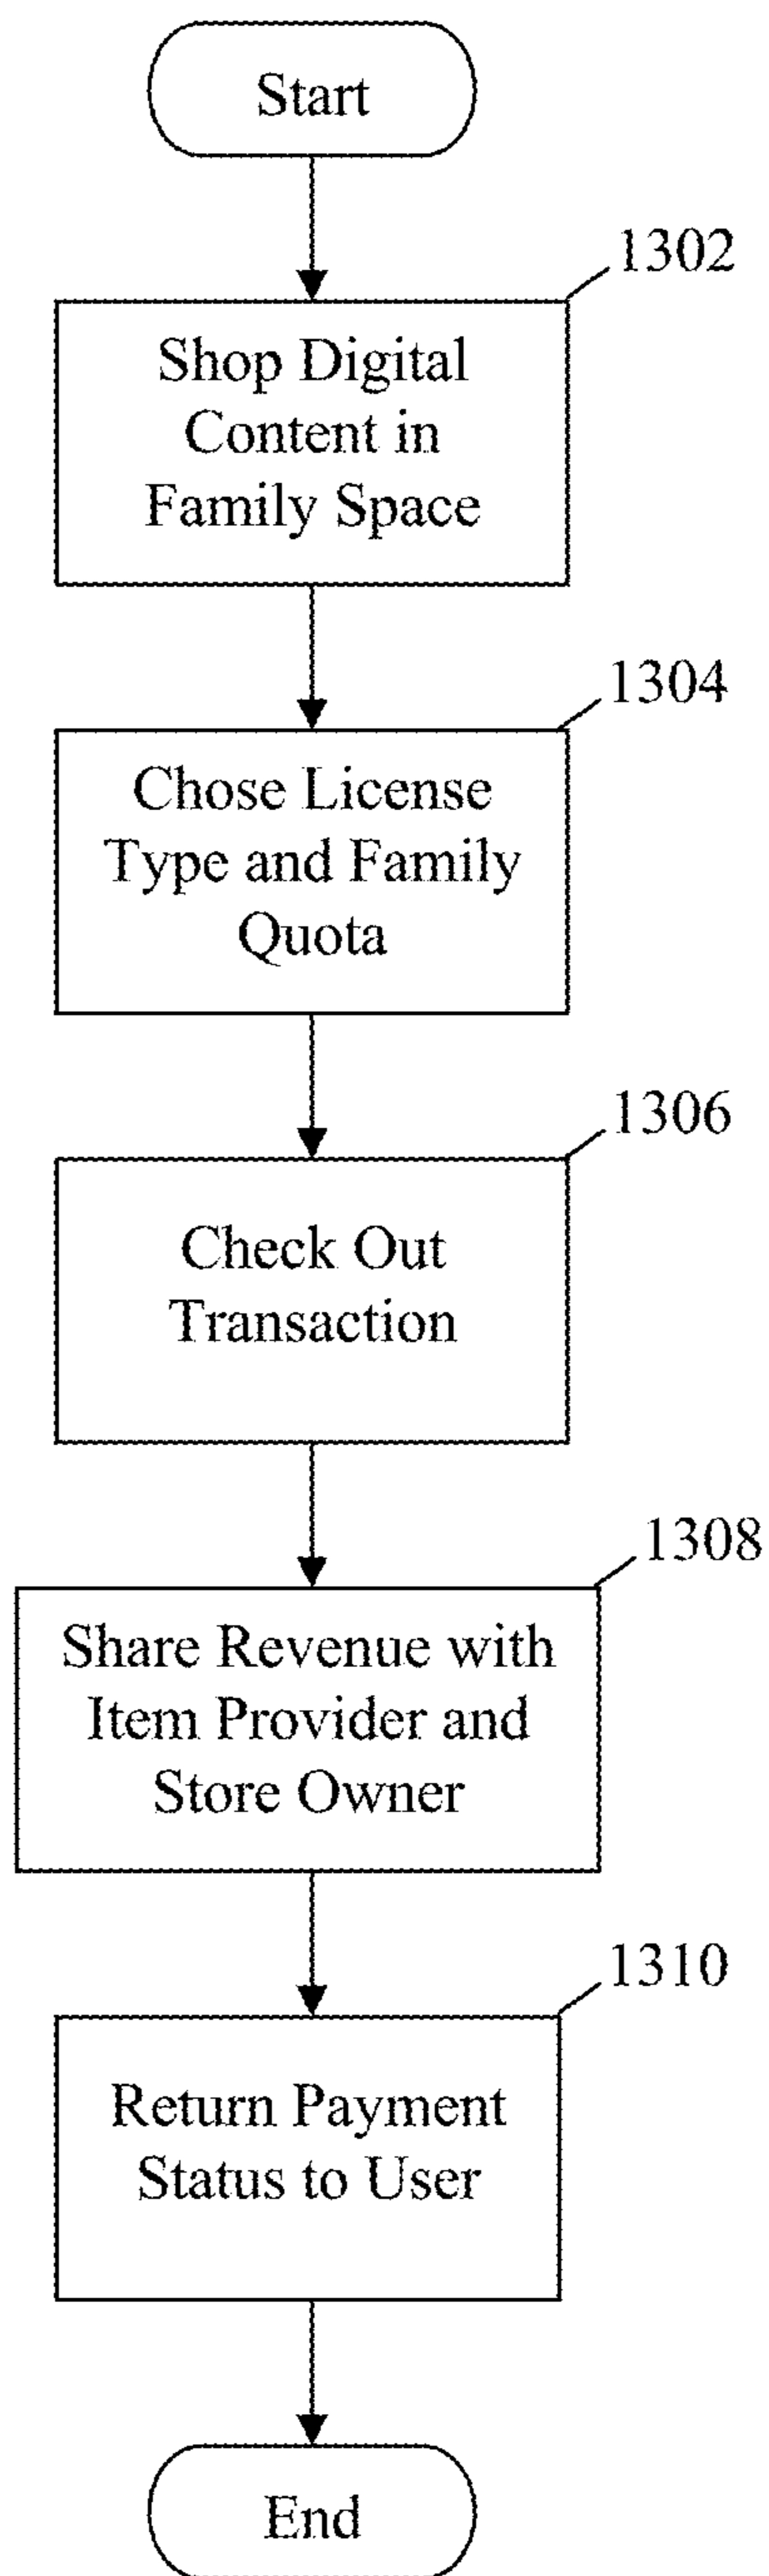 Start
1302
Shop Digital
Content in
Family Space
1304
Chose License
Type and Family
Quota
1306
Check Out
Transaction
1308
Share Revenue with
Item Provider and
Store Owner
1310
Return Payment
Status to User
End